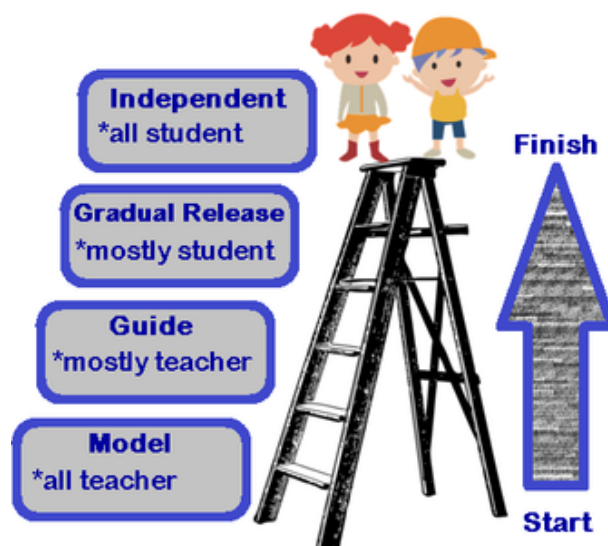 Independent
*all student
Finish
Gradual Release
*mostly student
Guide
*mostly teacher
Model
*all teacher
Start